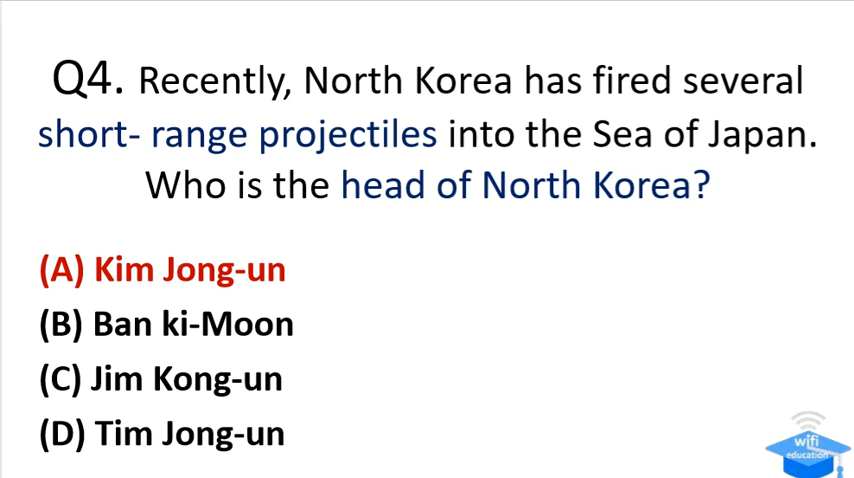 Q4. Recently, North Korea has fired several
short- range projectiles into the Sea of Japan.
Who is the head of North Korea?
(A) Kim Jong-un
(B) Ban ki-Moon
(C) Jim Kong-un
(D) Tim Jong-un
wifi
education